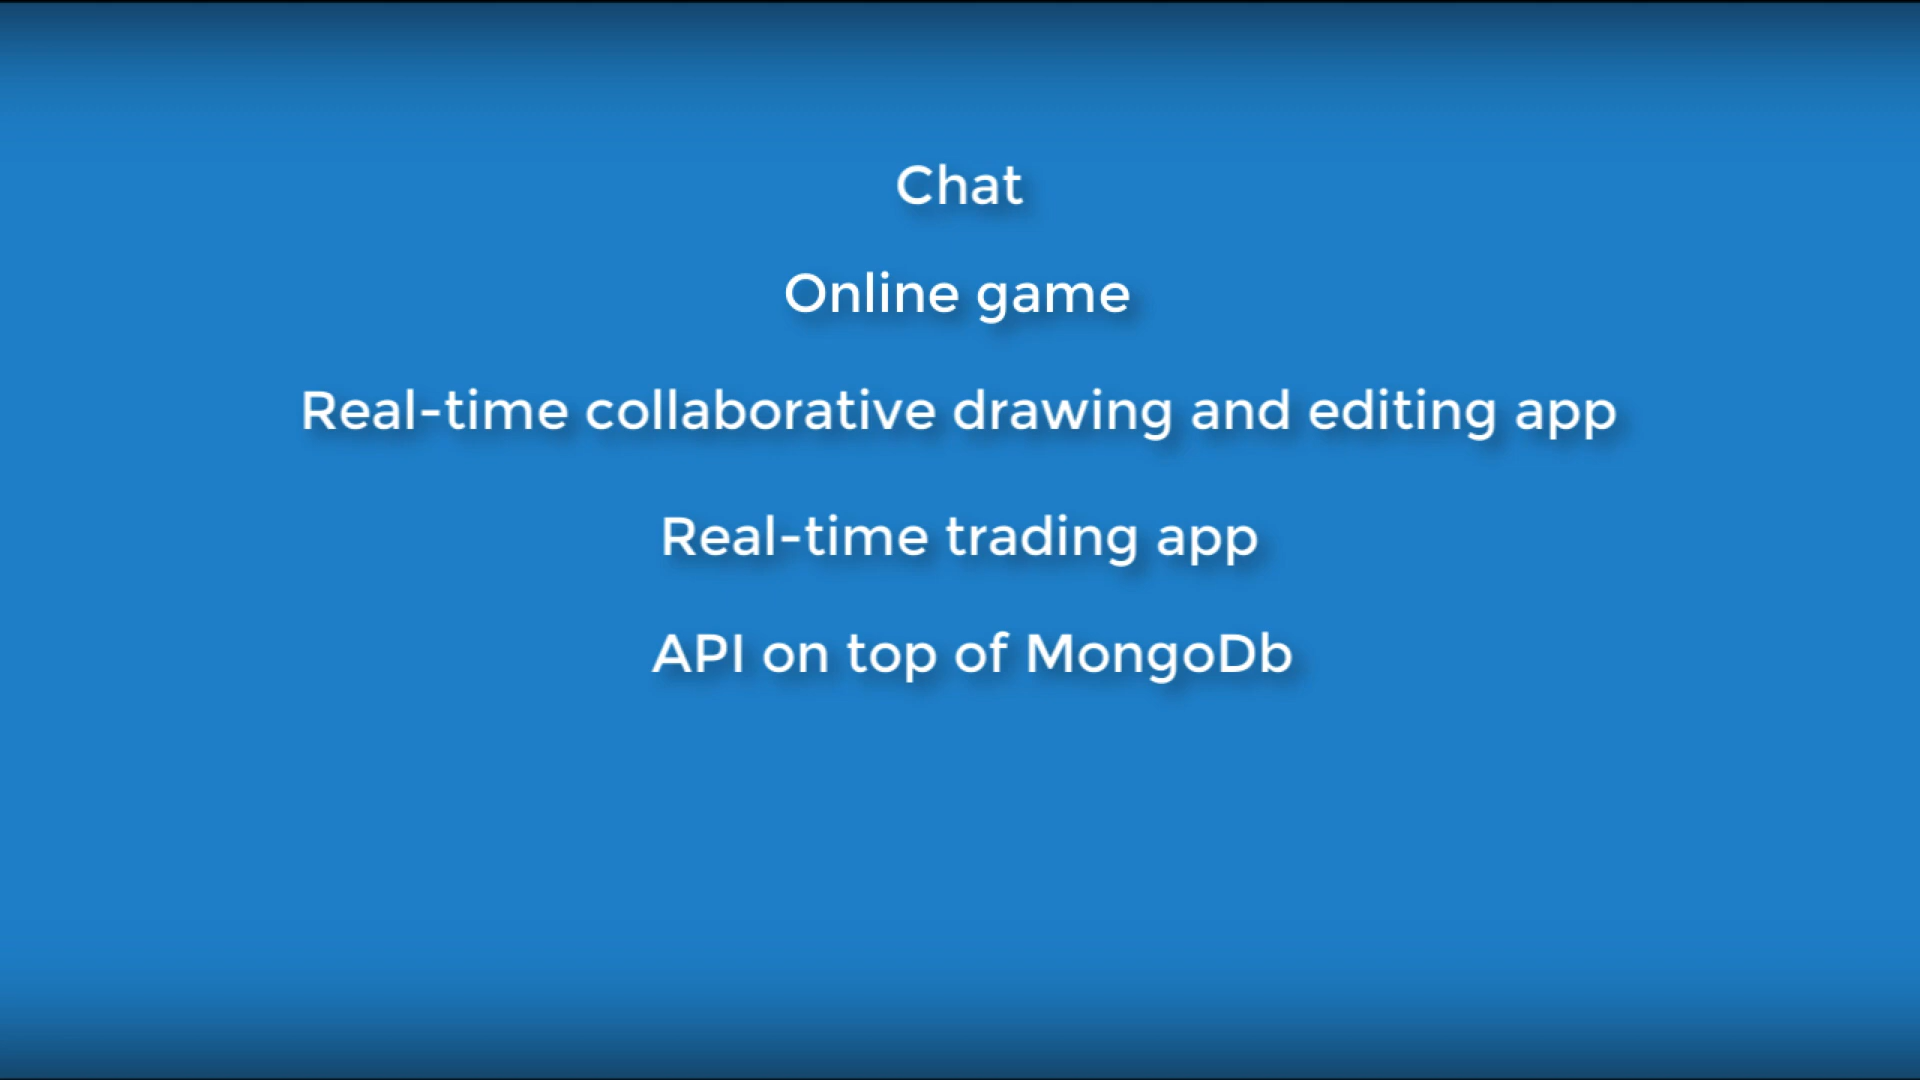 Chat
Online game
Real-time collaborative drawing and editing app
Real-time trading app
API on top of MongoDb